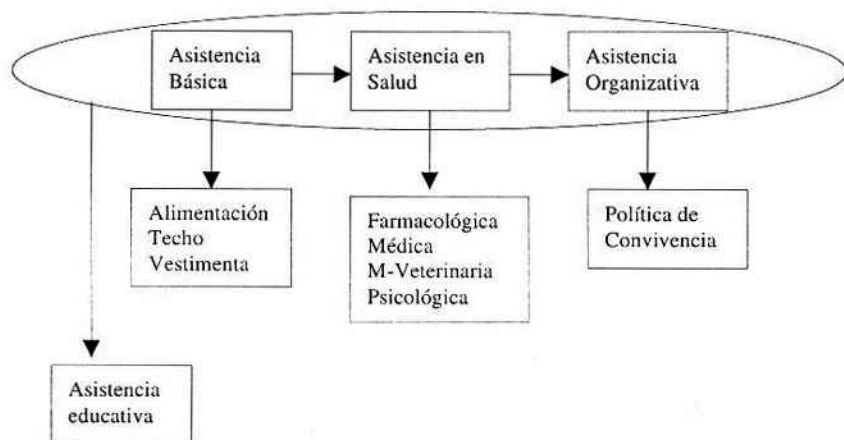 Asistencia
Básica
Asistencia en
Salud
Asistencia
Organizativa
Alimentación
Techo
Vestimenta
Farmacológica
Médica
M-Veterinaria
Psicológica
Política de
Convivencia
Asistencia
educativa